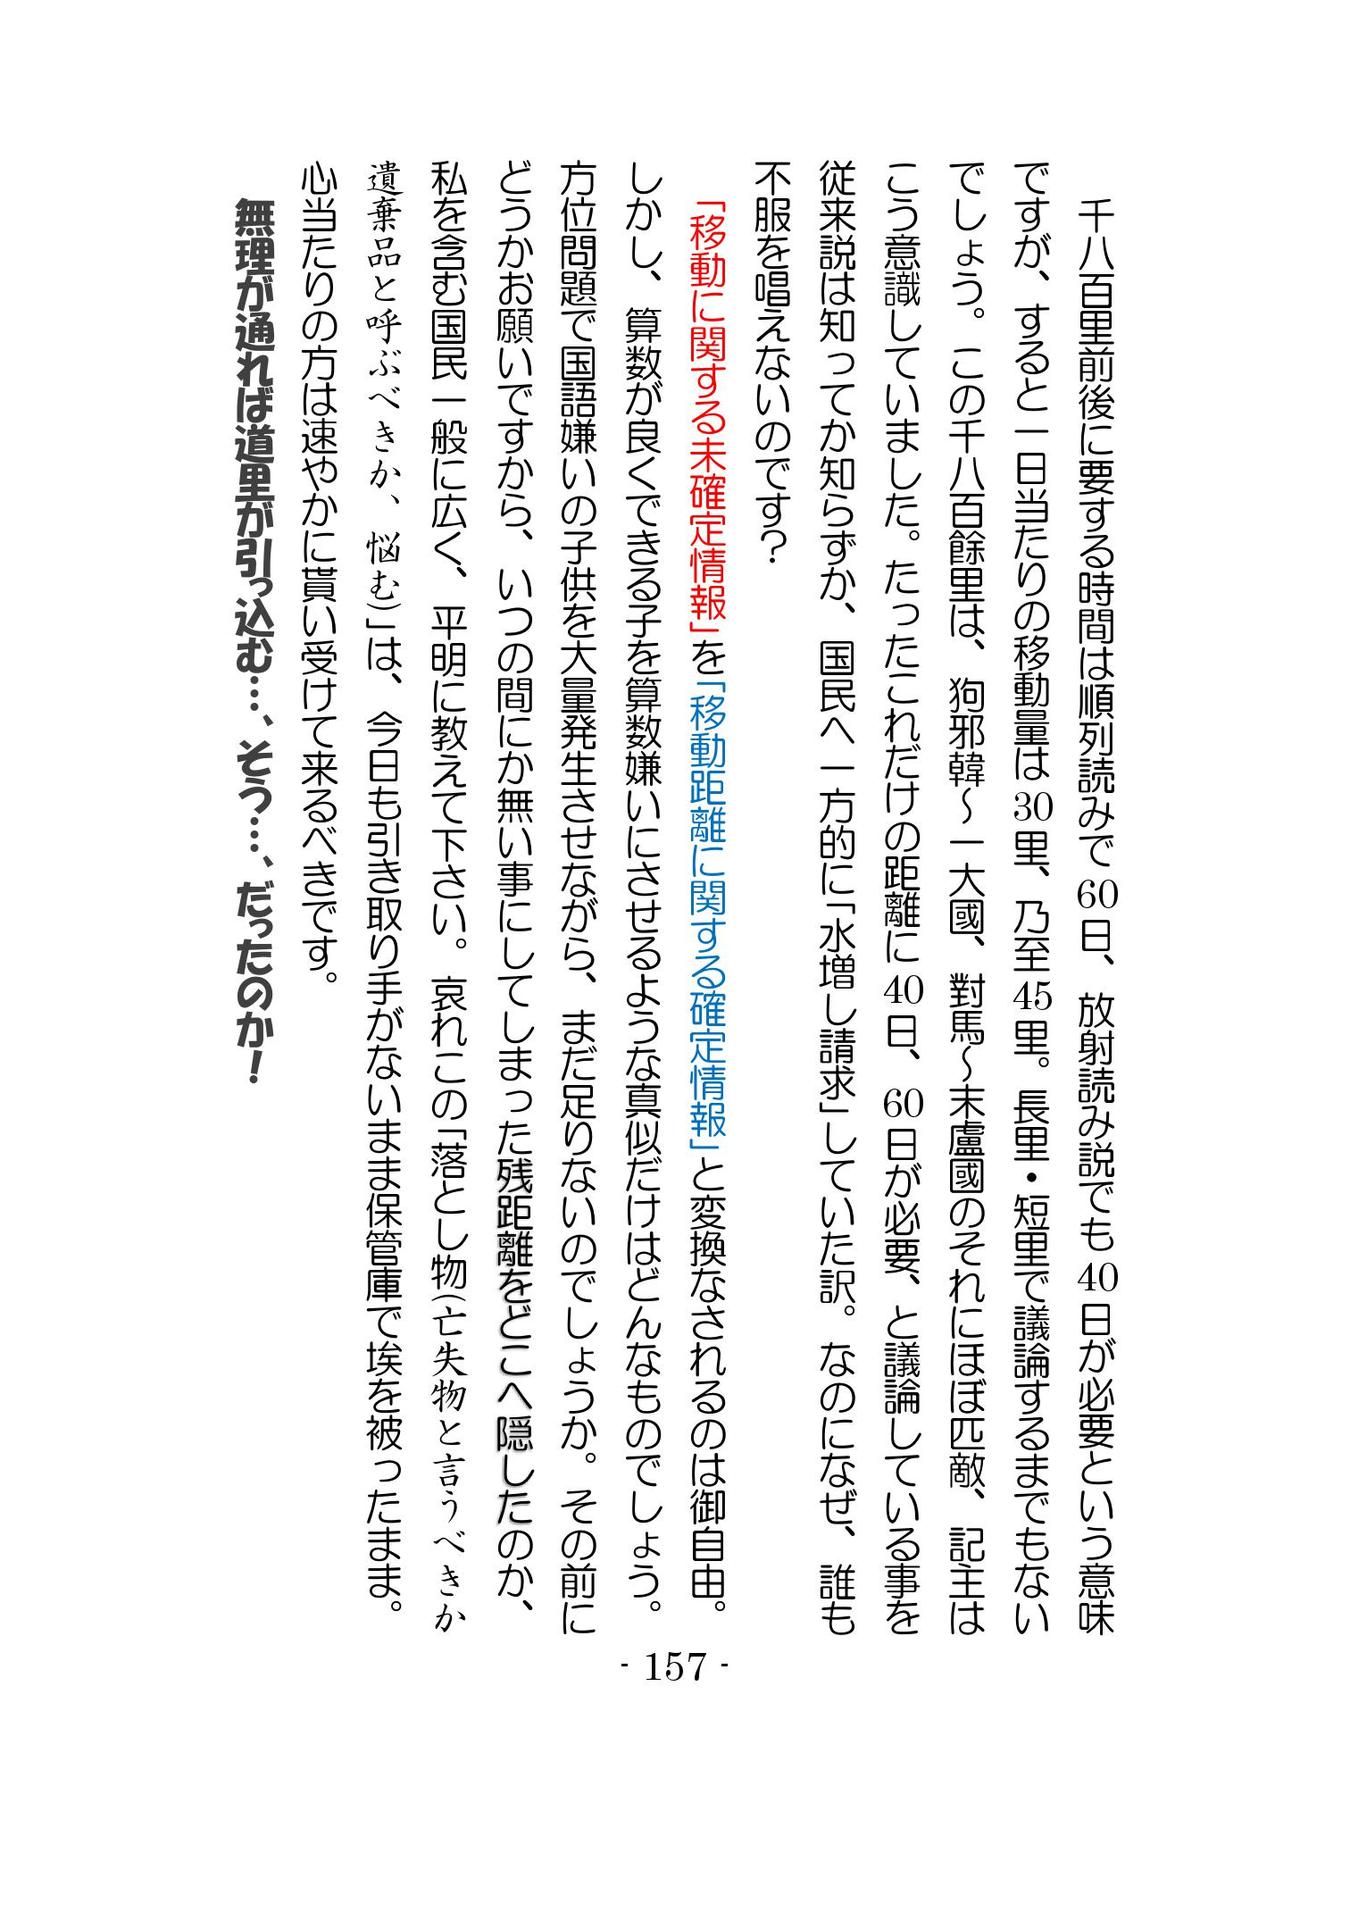 千八百里前後に要する時間は順列読みで60日、放射読み説でも40日が必要という意味
ですが、すると一日当たりの移動量は30里、乃至45里。長里・短里で議論するまでもない
でしょう。この千八百餘里は、狗邪韓～一大國、對馬～末盧國のそれにほぼ匹敵、記主は
こう意識していました。たったこれだけの距離に40日、60日が必要、と議論している事を
従来説は知ってか知らずか、国民へ一方的に「水増し請求」していた訳。なのになぜ、誰も
不服を唱えないのです？
「移動に関する未確定情報」を「移動距離に関する確定情報」と変換なされるのは御自由。
しかし、算数が良くできる子を算数嫌いにさせるような真似だけはどんなものでしょう。
方位問題で国語嫌いの子供を大量発生させながら、まだ足りないのでしょうか。その前に
どうかお願いですから、いつの間にか無い事にしてしまった残距離をどこへ隠したのか、
私を含む国民一般に広く、平明に教えて下さい。哀れこの「落とし物（亡失物と言うべきか
遺棄品と呼ぶべきか、悩む）」は、今日も引き取り手がないまま保管庫で埃を被ったまま。
心当たりの方は速やかに貰い受けて来るべきです。
無理が通れば道里が引っ込む…、そう…、だったのか！
- 157 -